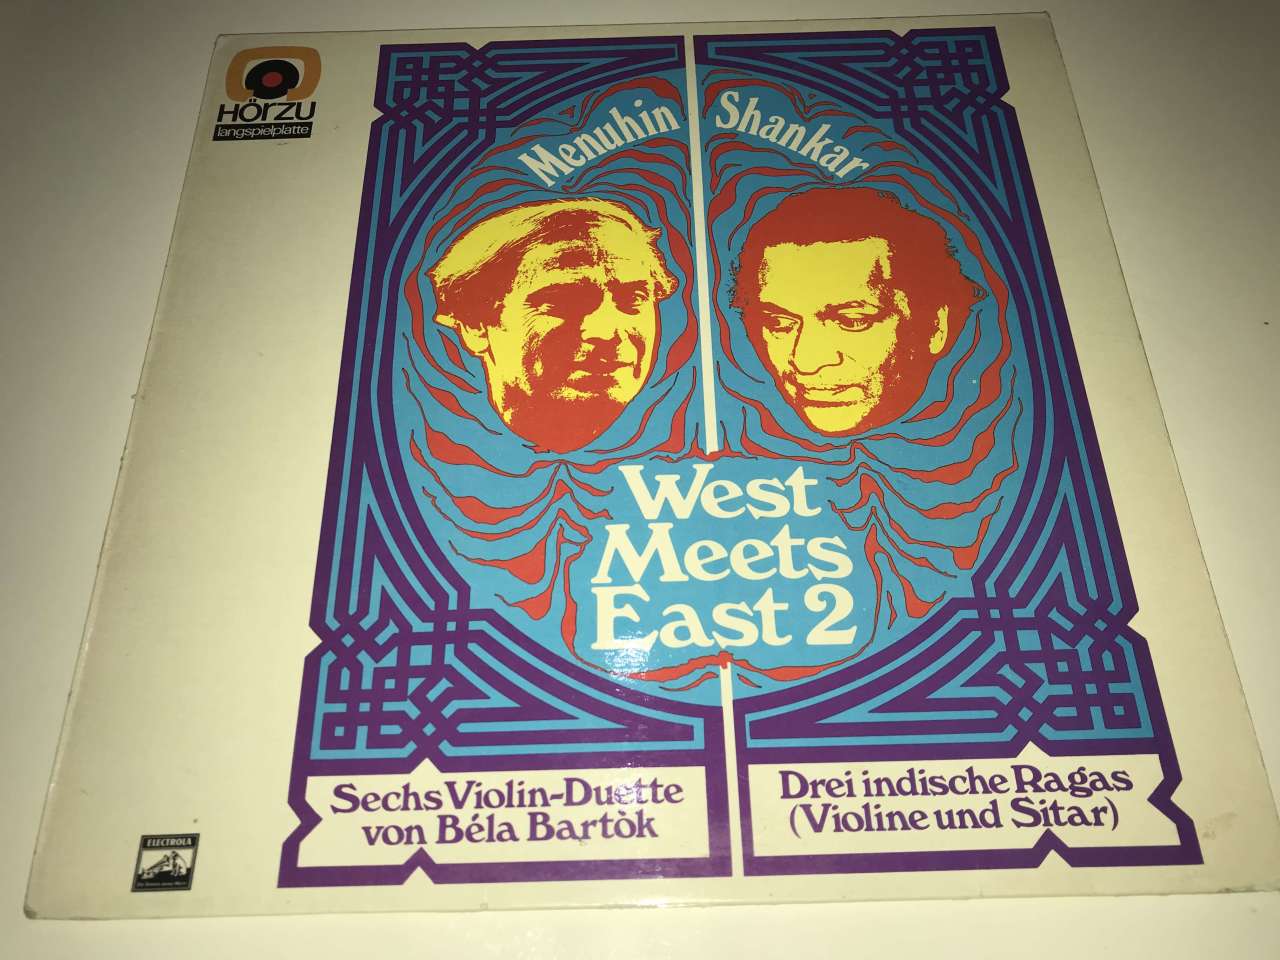 HÖRZU
langspielplatte
Menuhin
Shankar
West
Meets
East 2
Sechs Violin-Duette
von Béla Bartòk
Drei indische Ragas
(Violine und Sitar)
ELECTROLA